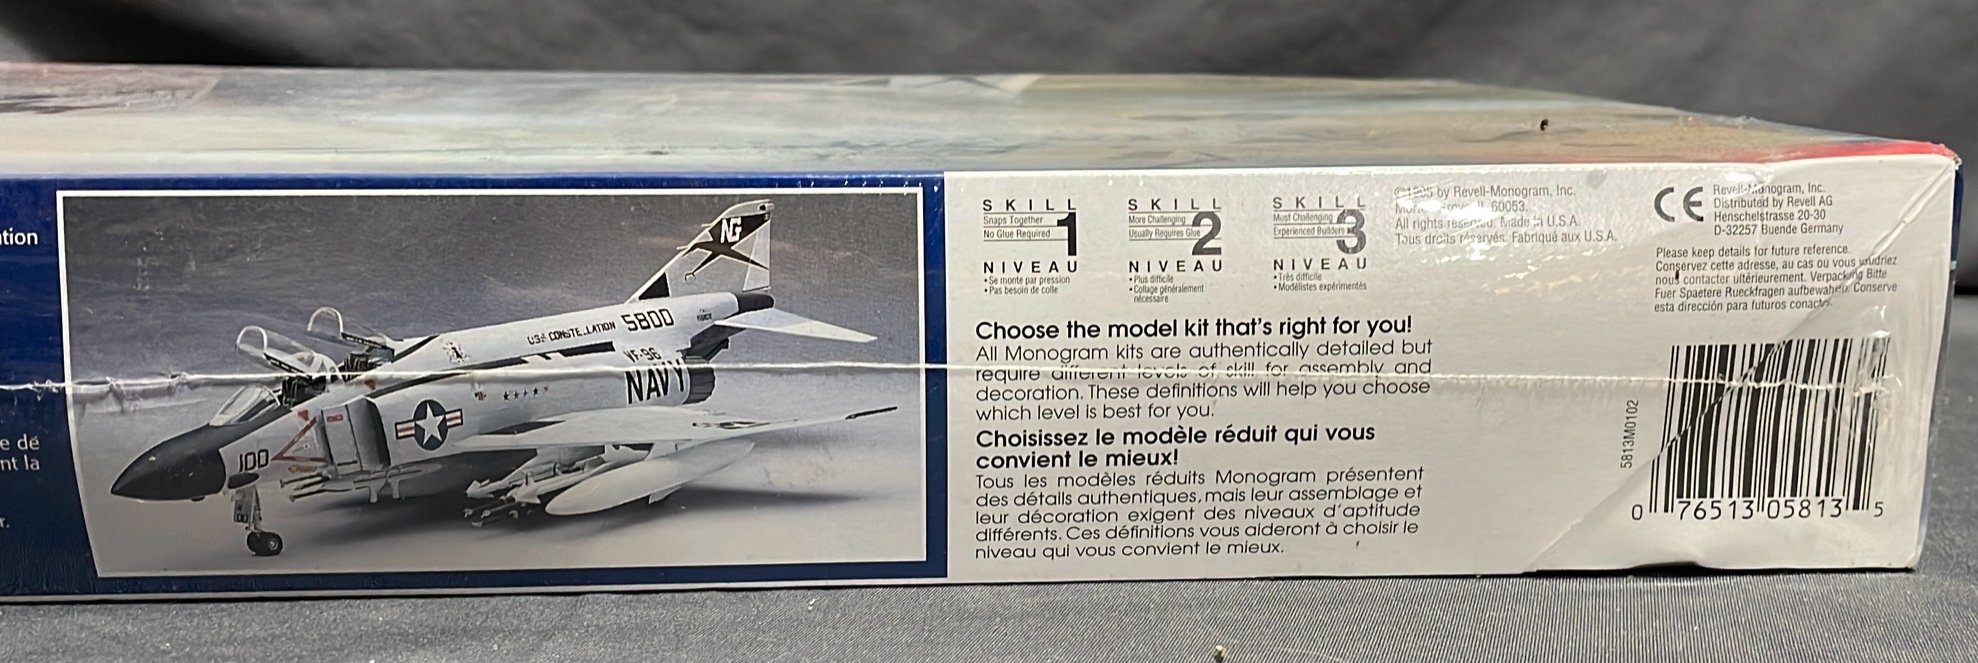 tion
e dé
nt la
r.
NG
5800
VF-96
NAVY
100
SKILL
Snaps Together
No Glue Required
1
NIVEAU
• Se monte par pression
• Pas besoin de colle
SKILL
More Challenging
Usually Requires Glue
2
NIVEAU
• Plus difficile
• Collage généralement
nécessaire
SKILL
Most Challenging
Experienced Builders
3
NIVEAU
• Très difficile
• Modélistes expérimentés
Choose the model kit that's right for you!
All Monogram kits are authentically detailed but
require different levels of skill for assembly and
decoration. These definitions will help you choose
which level is best for you.
Choisissez le modèle réduit qui vous
convient le mieux!
Tous les modèles réduits Monogram présentent
des détails authentiques, mais leur assemblage et
leur décoration exigent des niveaux d'aptitude
différents. Ces définitions vous aideront à choisir le
niveau qui vous convient le mieux.
by Revell-Monogram, Inc.
60053.
All rights reserved. Made in U.S.A.
Tous droits réservés. Fabriqué aux U.S.A.
CE
Revell-Monogram, Inc.
Distributed by Revell AG
Henschelstrasse 20-30
D-32257 Buende Germany
Please keep details for future reference.
Conservez cette adresse, au cas ou vous voudriez
nous contacter ultérieurement. Verpackung Bitte
Fuer Spaetere Rueckfragen aufbewahren. Conserve
esta dirección para futuros
5813M0102
0 76513 05813 5